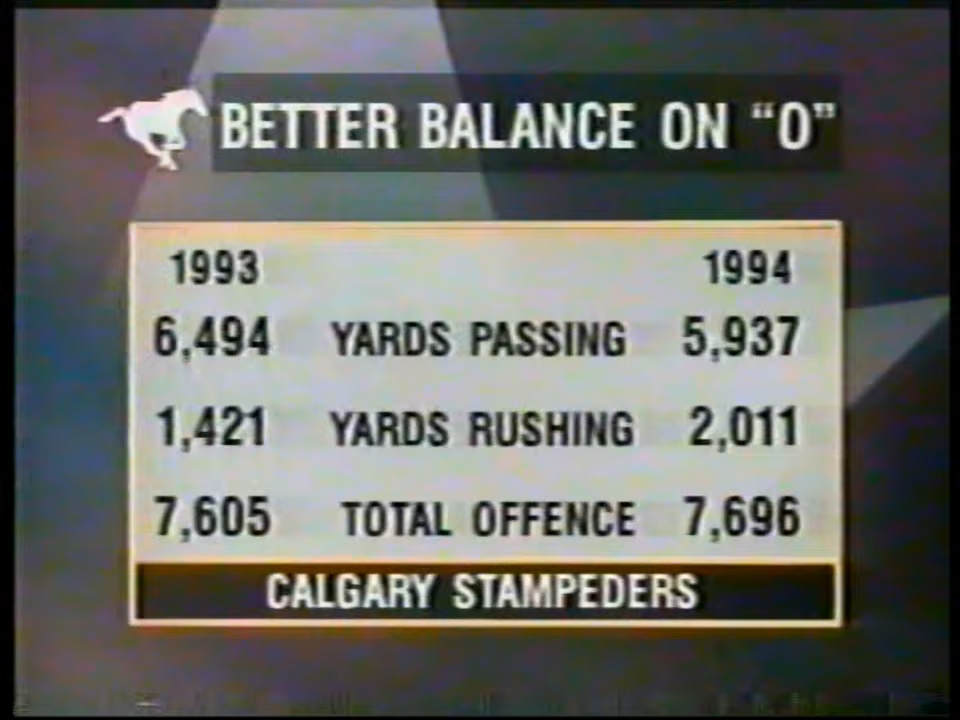 BETTER BALANCE ON "O"
1993 1994
6,494 YARDS PASSING 5,937
1,421 YARDS RUSHING 2,011
7,605 TOTAL OFFENCE 7,696
CALGARY STAMPEDERS